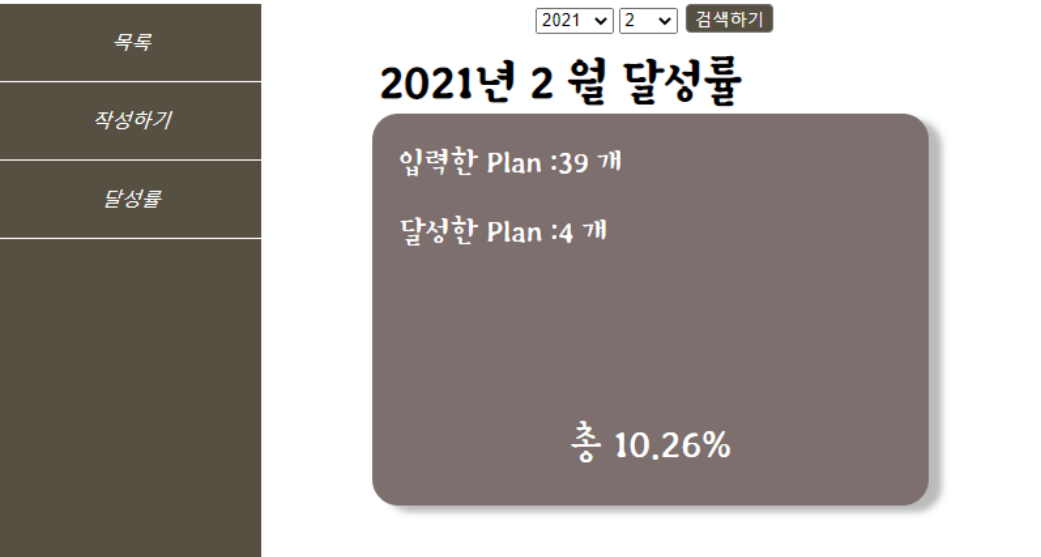 목록
작성하기
달성률
2021 2 검색하기
2021년 2 월 달성률
입력한 Plan :39 개
달성한 Plan :4 개
총 10.26%